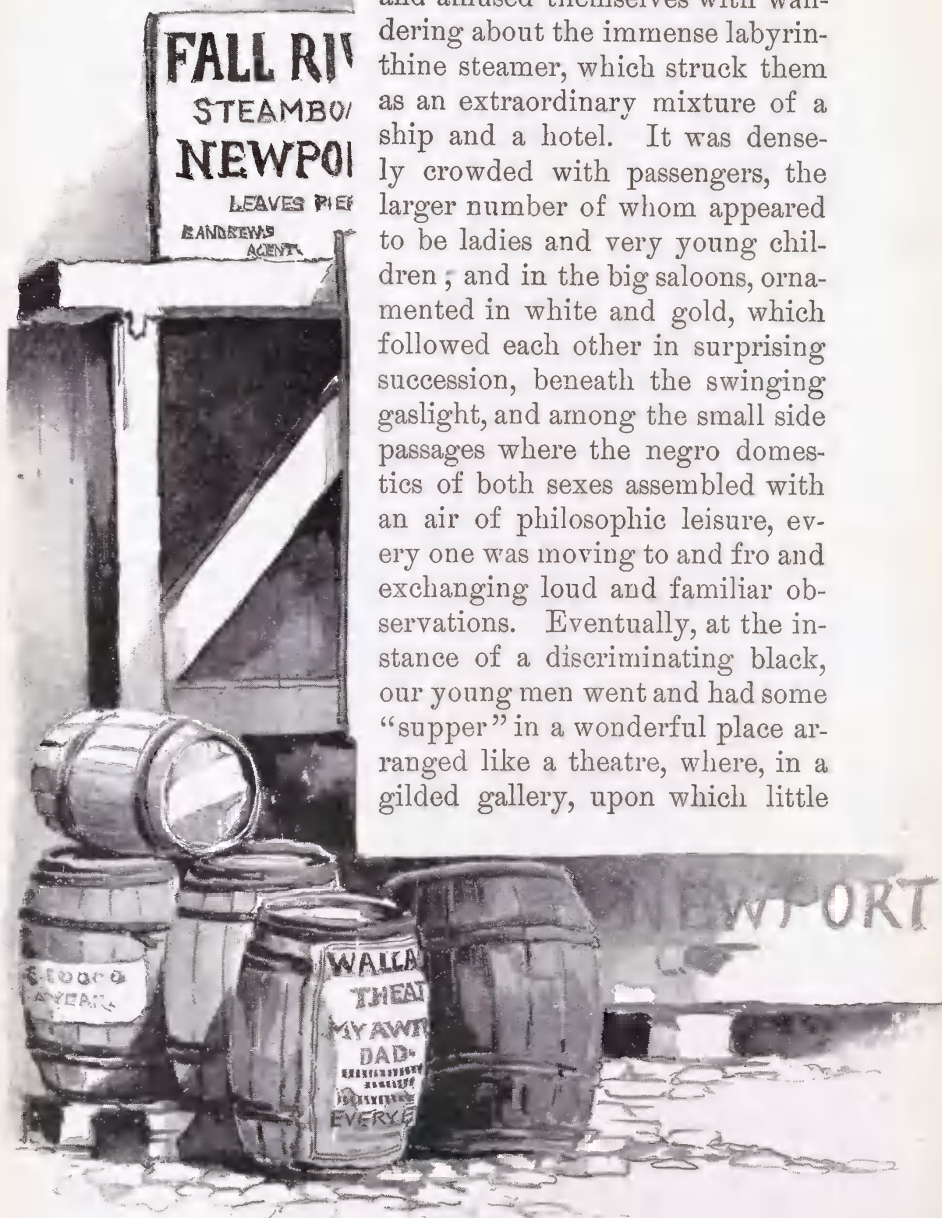 FALL RIV
STEAMBO
NEWPO
LEAVES PIE
AGENTS
and amused themselves with wan-
dering about the immense labyrin-
thine steamer, which struck them
as an extraordinary mixture of a
ship and a hotel. It was dense-
ly crowded with passengers, the
larger number of whom appeared
to be ladies and very young chil-
dren; and in the big saloons, orna-
mented in white and gold, which
followed each other in surprising
succession, beneath the swinging
gaslight, and among the small side
passages where the negro domes-
tics of both sexes assembled with
an air of philosophic leisure, ev-
ery one was moving to and fro and
exchanging loud and familiar ob-
servations. Eventually, at the in-
stance of a discriminating black,
our young men went and had some
“supper” in a wonderful place ar-
ranged like a theatre, where, in a
gilded gallery, upon which little
NEWPORT
A YEAR
WALLA
THEAT
MY AW
DAD
EVERY E